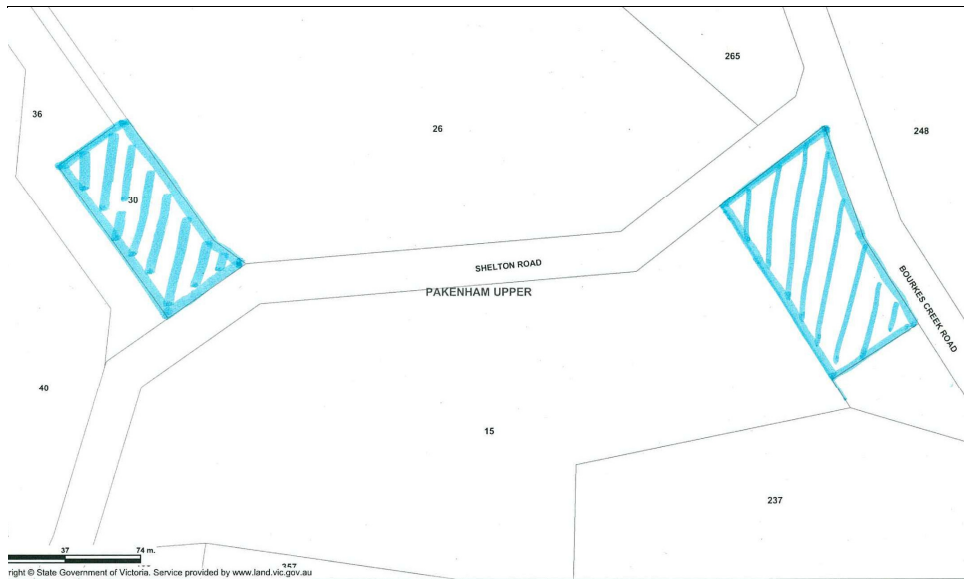 265
36
26
248
30
SHELTON ROAD
BOURKES CREEK ROAD
PAKENHAM UPPER
40
15
237
37
74 m.
357
right © State Government of Victoria. Service provided by www.land.vic.gov.au